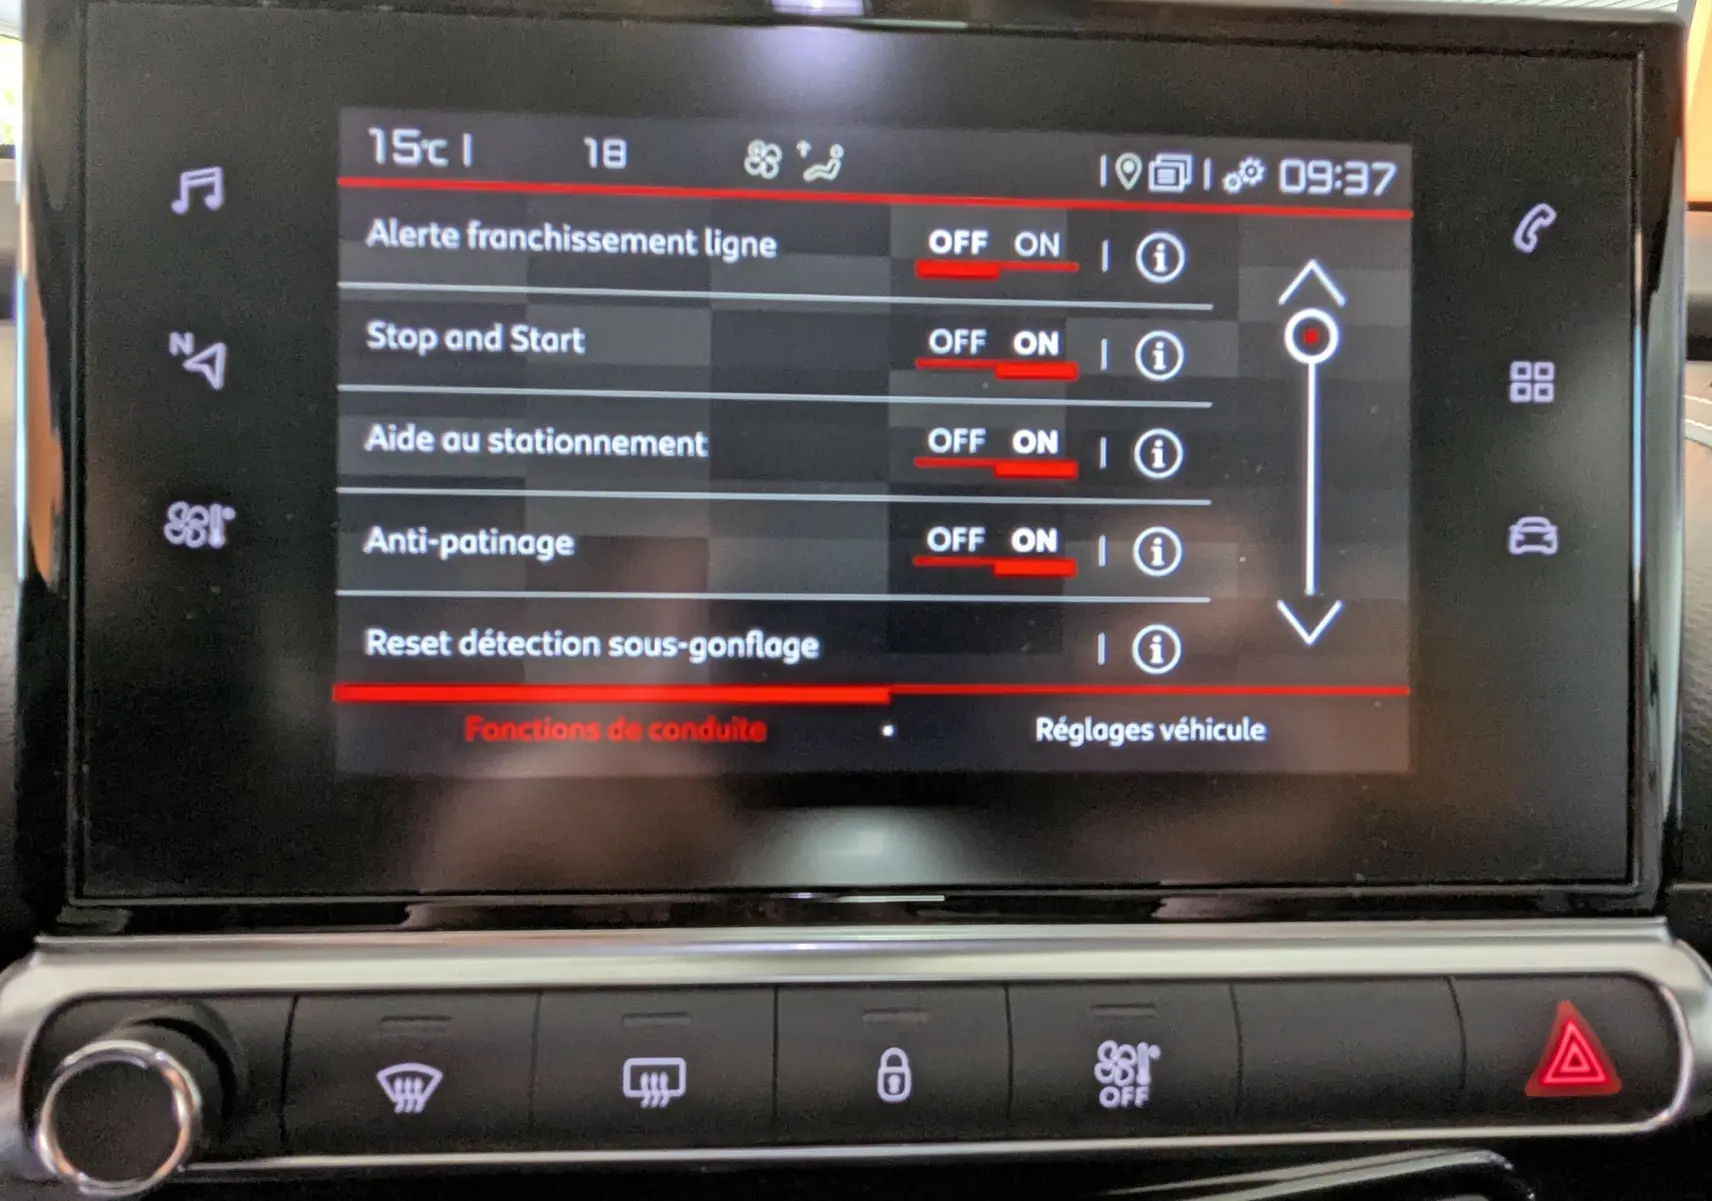 15°C 18 09:37
Alerte franchissement ligne OFF ON
Stop and Start OFF ON
Aide au stationnement OFF ON
Anti-patinage OFF ON
Reset détection sous-gonflage
Fonctions de conduite Réglages véhicule
N
OFF